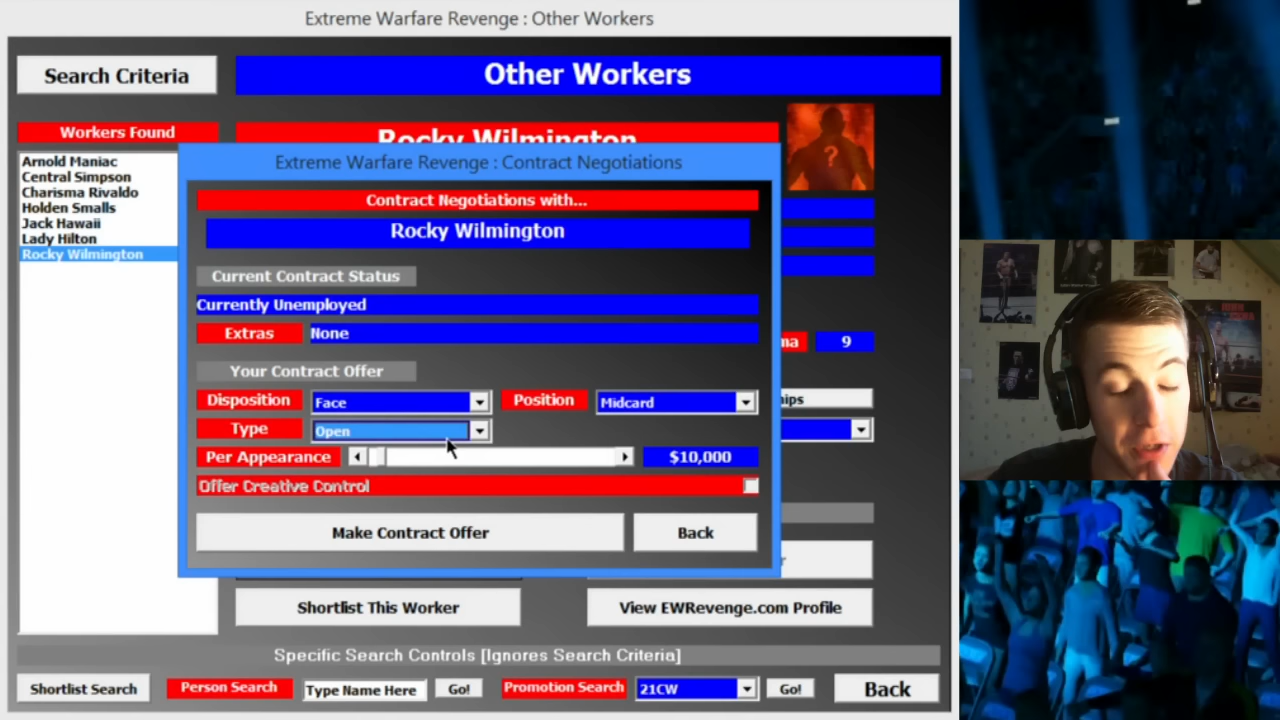 Extreme Warfare Revenge : Other Workers
Search Criteria
Other Workers
Workers Found
Rocky Wilmington
Arnold Maniac
Central Simpson
Charisma Rivaldo
Holden Smalls
Jack Hawaii
Lady Hilton
Rocky Wilmington
Extreme Warfare Revenge : Contract Negotiations
Contract Negotiations with...
Rocky Wilmington
Current Contract Status
Currently Unemployed
Extras None
9
Your Contract Offer
Disposition Face Position Midcard
Type Open
Per Appearance $10,000
Offer Creative Control
Make Contract Offer Back
Shortlist This Worker View EWRevenge.com Profile
Specific Search Controls [Ignores Search Criteria]
Shortlist Search Person Search Type Name Here Go! Promotion Search 21CW Go! Back